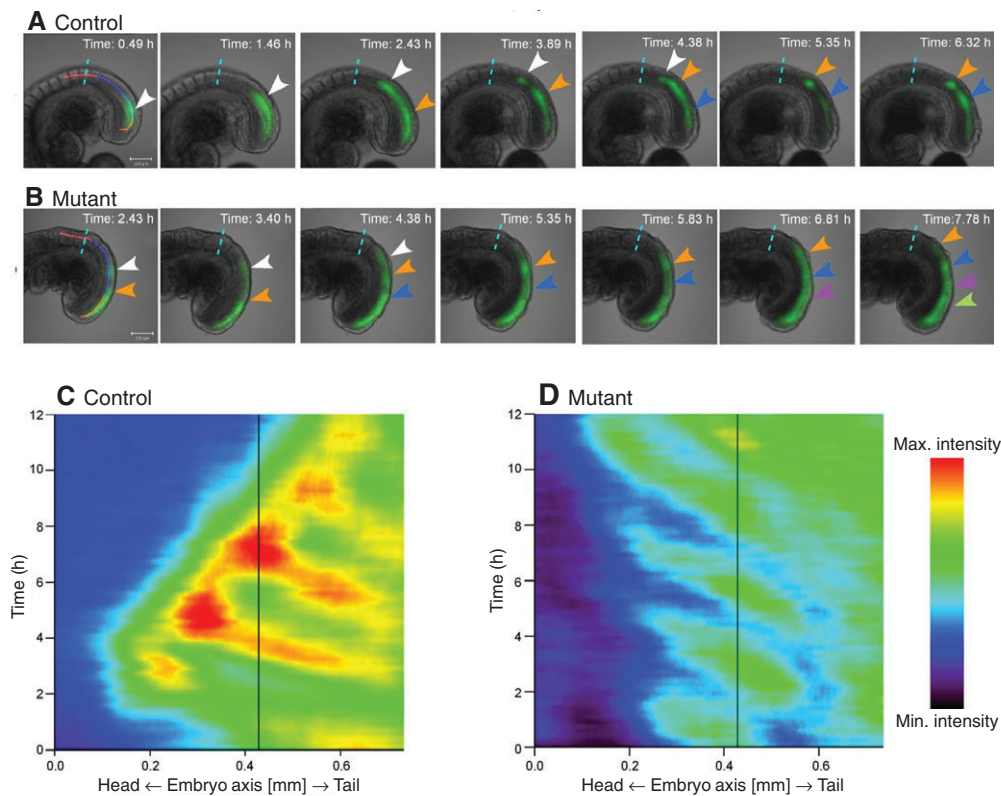 A Control
Time: 0.49 h
Time: 1.46 h
Time: 2.43 h
Time: 3.89 h
Time: 4.38 h
Time: 5.35 h
Time: 6.32 h
B Mutant
Time: 2.43 h
Time: 3.40 h
Time: 4.38 h
Time: 5.35 h
Time: 5.83 h
Time: 6.81 h
Time:7.78 h
C Control
12
10
8
6
4
2
0
Time (h)
0.0 0.2 0.4 0.6
Head ← Embryo axis [mm] → Tail
D Mutant
12
10
8
6
4
2
0
Time (h)
0.0 0.2 0.4 0.6
Head ← Embryo axis [mm] → Tail
Max. intensity
Min. intensity